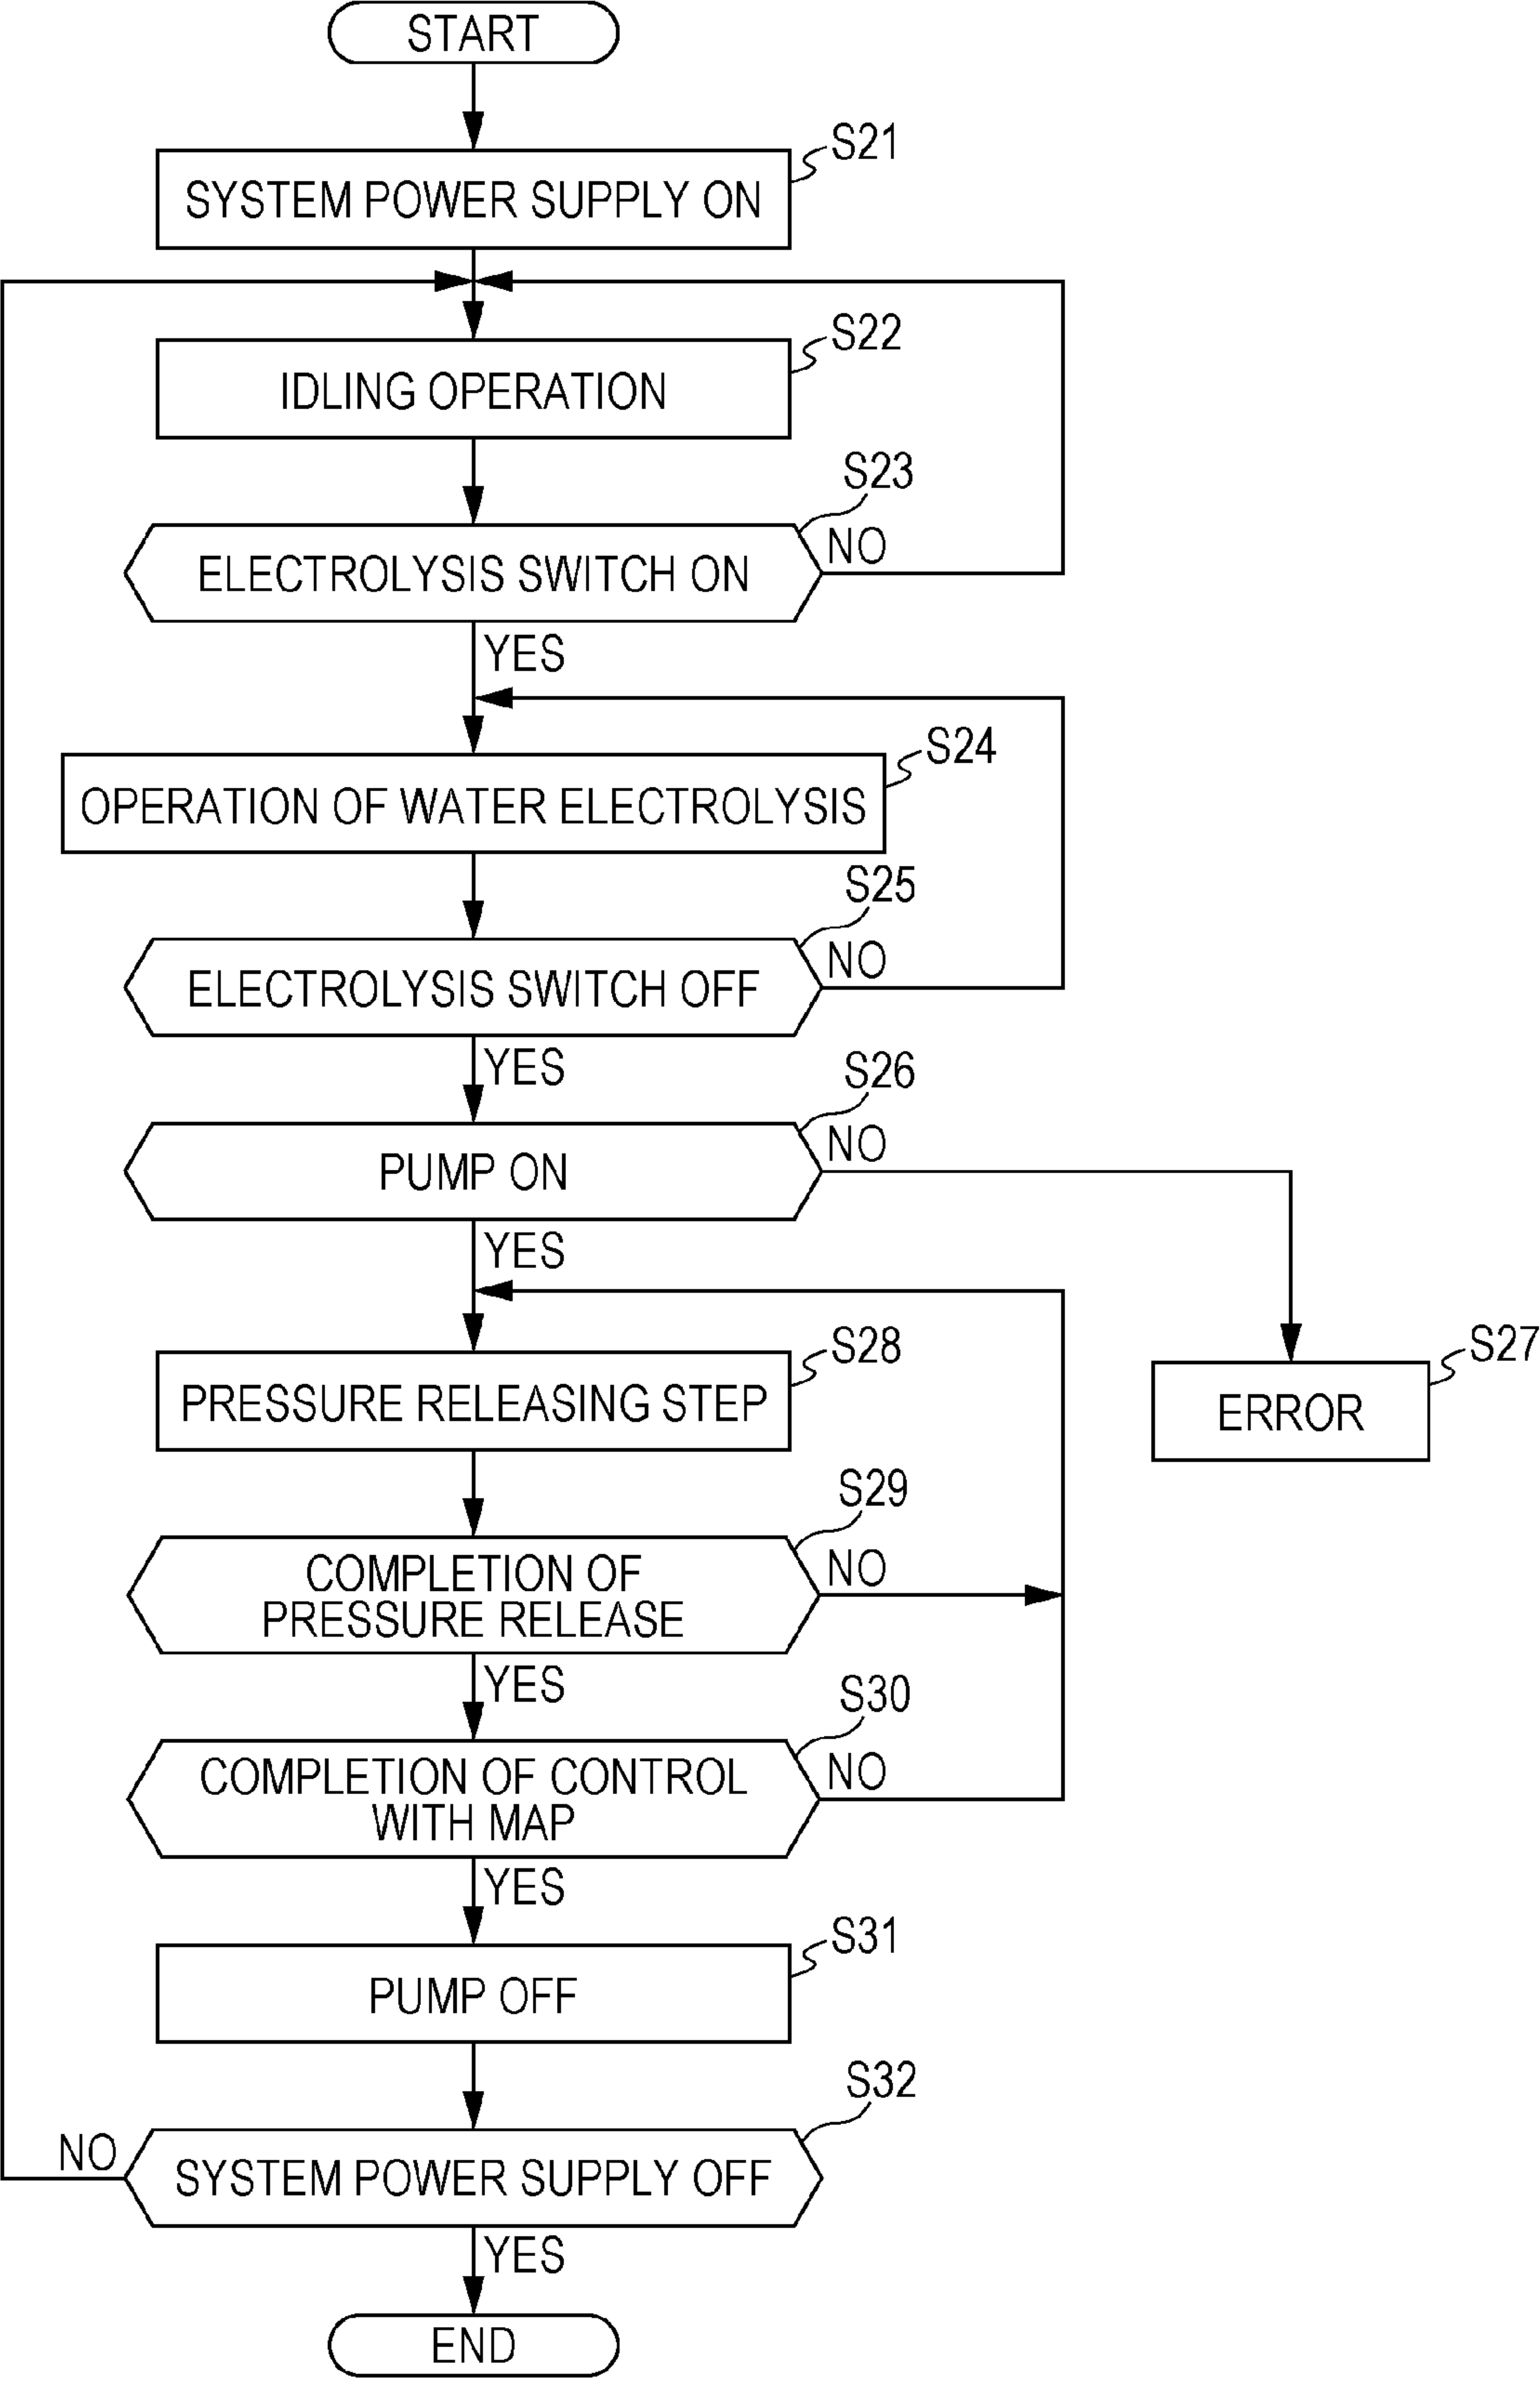 START
S21
SYSTEM POWER SUPPLY ON
S22
IDLING OPERATION
S23
ELECTROLYSIS SWITCH ON
NO
YES
S24
OPERATION OF WATER ELECTROLYSIS
S25
ELECTROLYSIS SWITCH OFF
NO
YES
S26
PUMP ON
NO
YES
S27
ERROR
S28
PRESSURE RELEASING STEP
S29
COMPLETION OF
PRESSURE RELEASE
NO
YES
S30
COMPLETION OF CONTROL
WITH MAP
NO
YES
S31
PUMP OFF
S32
SYSTEM POWER SUPPLY OFF
NO
YES
END